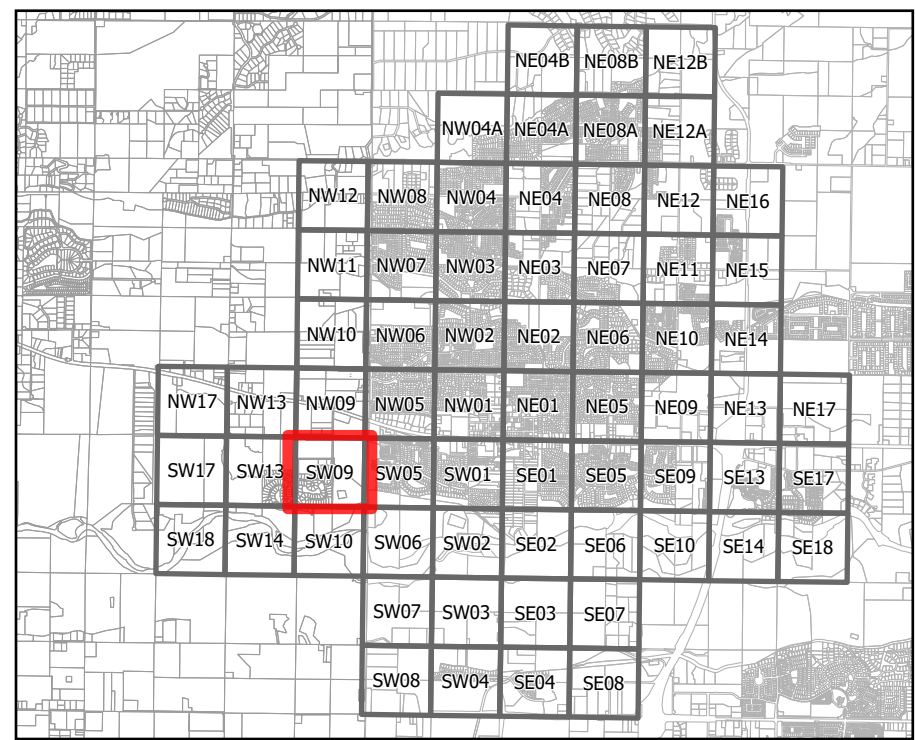 NE04B NE08B NE12B
NW04A NE04A NE08A NE12A
NW12 NW08 NW04 NE04 NE08 NE12 NE16
NW11 NW07 NW03 NE03 NE07 NE11 NE15
NW10 NW06 NW02 NE02 NE06 NE10 NE14
NW17 NW13 NW09 NW05 NW01 NE01 NE05 NE09 NE13 NE17
SW17 SW13 SW09 SW05 SW01 SE01 SE05 SE09 SE13 SE17
SW18 SW14 SW10 SW06 SW02 SE02 SE06 SE10 SE14 SE18
SW07 SW03 SE03 SE07
SW08 SW04 SE04 SE08